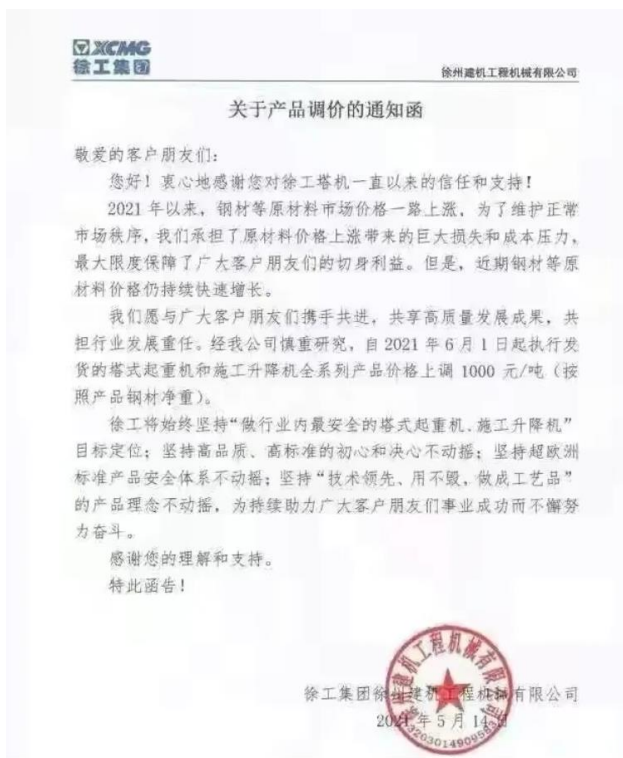 XCMG
徐工集团
徐州建机工程机械有限公司
关于产品调价的通知函
敬爱的客户朋友们：
您好！衷心地感谢您对徐工塔机一直以来的信任和支持！
2021 年以来，钢材等原材料市场价格一路上涨，为了维护正常
市场秩序，我们承担了原材料价格上涨带来的巨大损失和成本压力，
最大限度保障了广大客户朋友们的切身利益。但是，近期钢材等原
材料价格仍持续快速增长。
我们愿与广大客户朋友们携手共进，共享高质量发展成果，共
担行业发展重任。经我公司慎重研究，自 2021 年 6 月 1 日起执行发
货的塔式起重机和施工升降机全系列产品价格上调 1000 元/吨（按
照产品钢材净重）。
徐工将始终坚持“做行业内最安全的塔式起重机、施工升降机”
目标定位；坚持高品质、高标准的初心和决心不动摇；坚持超欧洲
标准产品安全体系不动摇；坚持“技术领先、用不毁，做成工艺品”
的产品理念不动摇，为持续助力广大客户朋友们事业成功而不懈努
力奋斗。
感谢您的理解和支持。
特此函告！
徐工集团徐州建机工程机械有限公司
2021 年 5 月 14 日
徐州建机工程机械有限公司
3203014909583